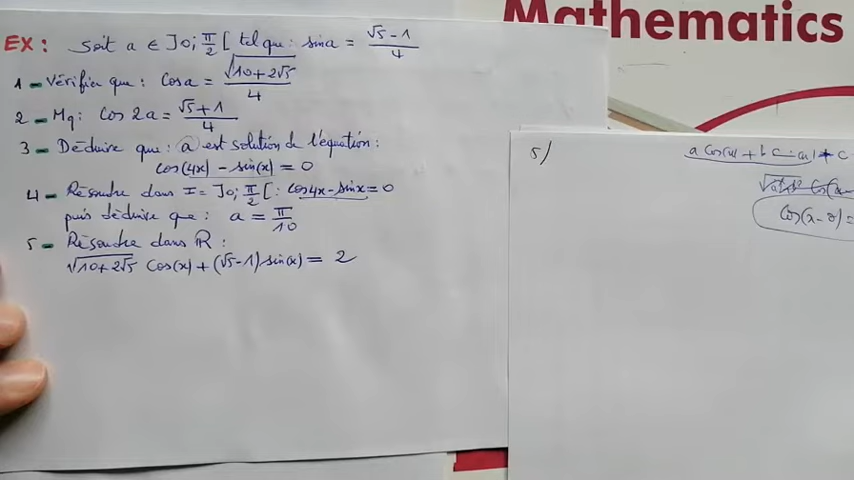 Mathematics
EX: Soit a ∈ ]0; π/2[ tel que: sin a = (√5 - 1)/4
1 - Vérifier que: cos a = √(10+2√5)/4
2 - Mq: cos 2a = (√5+1)/4
3 - Déduire que: (a) est solution de l'équation:
cos(4x) - sin(x) = 0
4 - Résoudre dans I = ]0; π/2[: cos4x - sinx = 0
puis déduire que: a = π/10
5 - Résoudre dans ℝ:
√(10+2√5) cos(x) + (√5-1) sin(x) = 2
5/
cos(x-